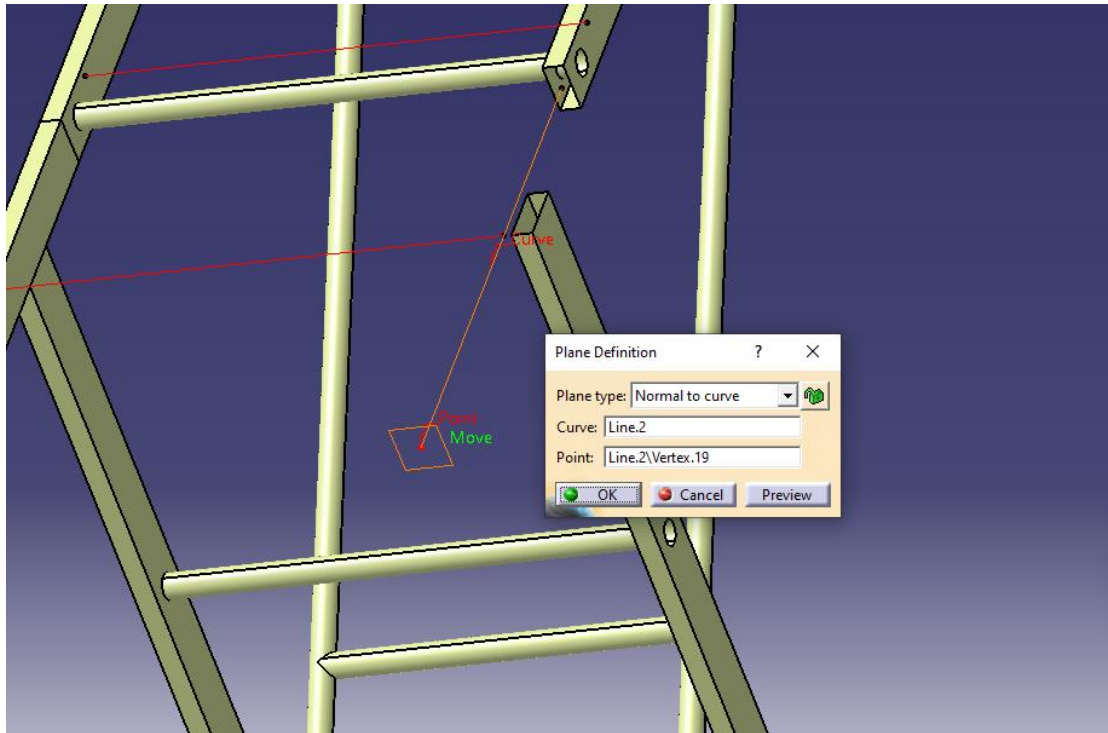 Curve
Plane Definition ? X
Plane type: Normal to curve
Curve: Line.2
Point: Line.2\Vertex.19
OK Cancel Preview
Point
Move